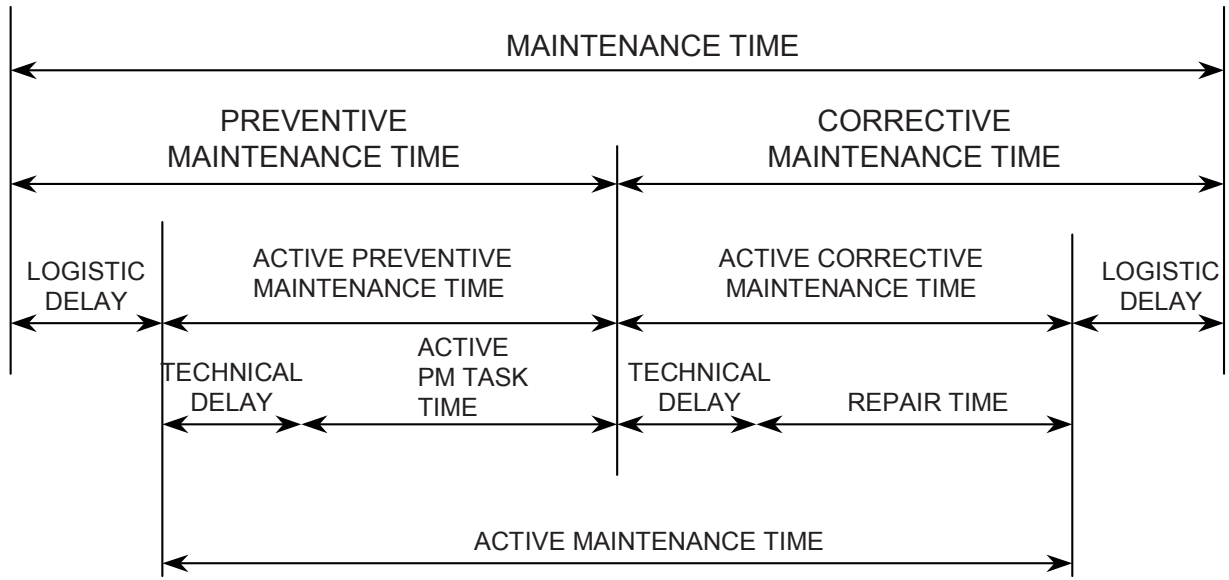 MAINTENANCE TIME
PREVENTIVE
MAINTENANCE TIME
CORRECTIVE
MAINTENANCE TIME
LOGISTIC
DELAY
ACTIVE PREVENTIVE
MAINTENANCE TIME
ACTIVE CORRECTIVE
MAINTENANCE TIME
LOGISTIC
DELAY
TECHNICAL
DELAY
ACTIVE
PM TASK
TIME
TECHNICAL
DELAY
REPAIR TIME
ACTIVE MAINTENANCE TIME